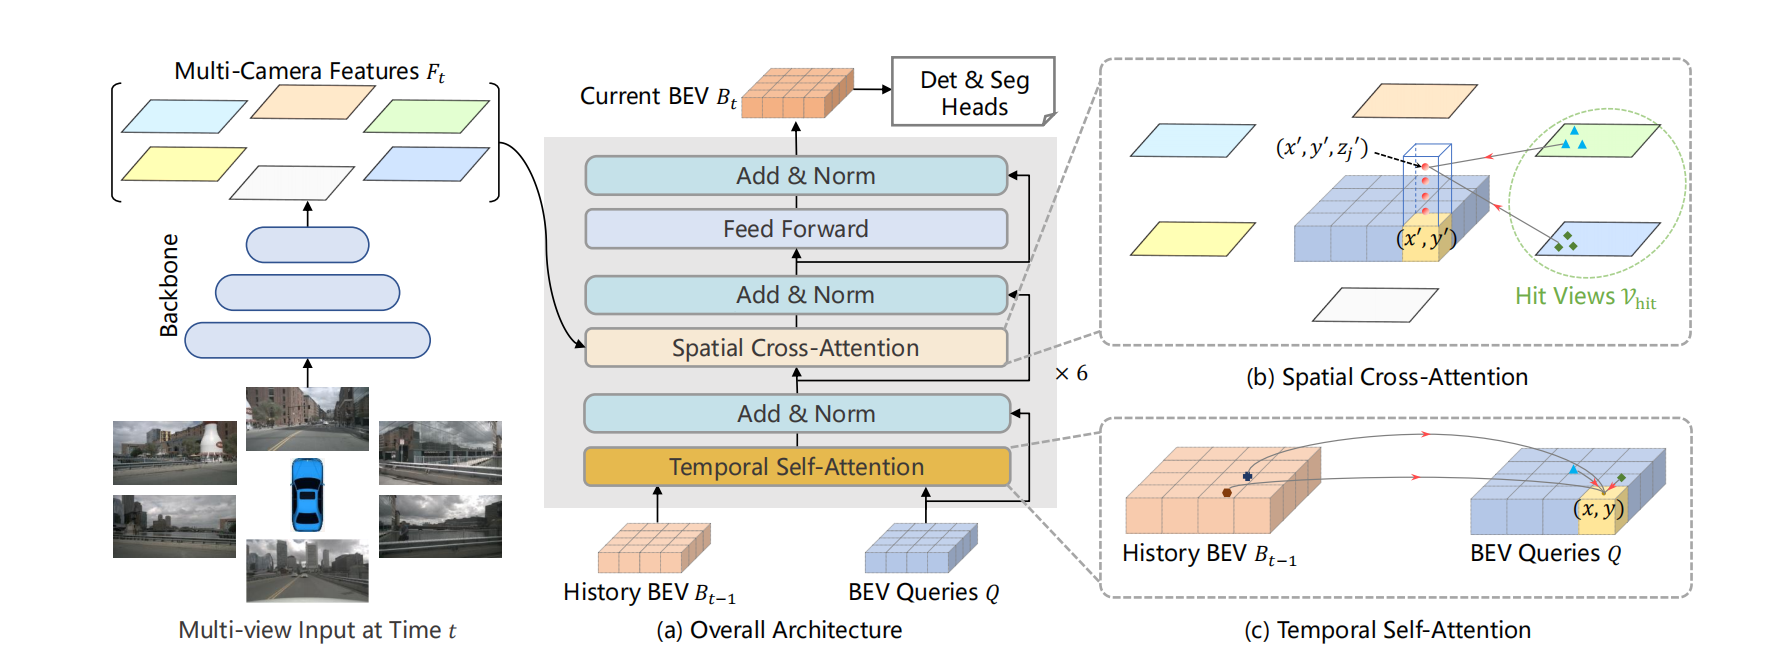 Multi-Camera Features F_t
Backbone
Multi-view Input at Time t
Current BEV B_t
Det & Seg
Heads
Add & Norm
Feed Forward
Add & Norm
Spatial Cross-Attention
Add & Norm
Temporal Self-Attention
× 6
History BEV B_{t−1}
BEV Queries Q
(a) Overall Architecture
(x′, y′, z_j′)
(x′, y′)
Hit Views 𝒱_hit
(b) Spatial Cross-Attention
(x, y)
History BEV B_{t−1}
BEV Queries Q
(c) Temporal Self-Attention